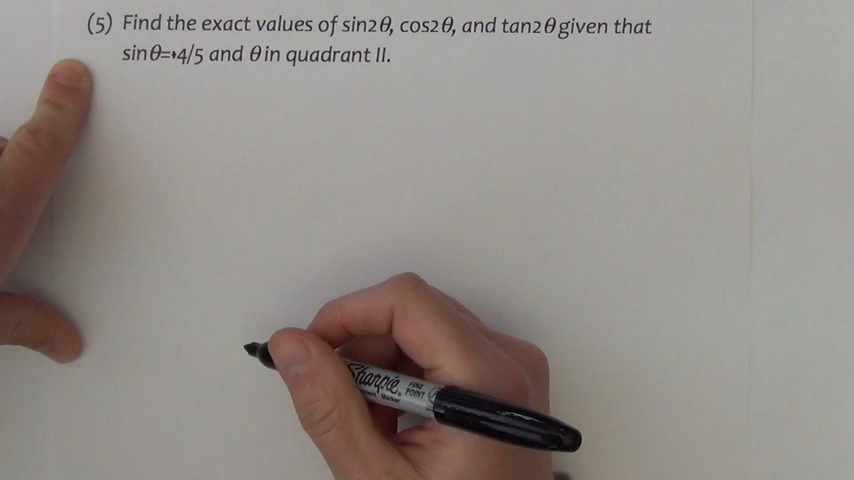 (5) Find the exact values of sin2θ, cos2θ, and tan2θ given that
sinθ=+4/5 and θ in quadrant II.
Sharpie
FINE
POINT